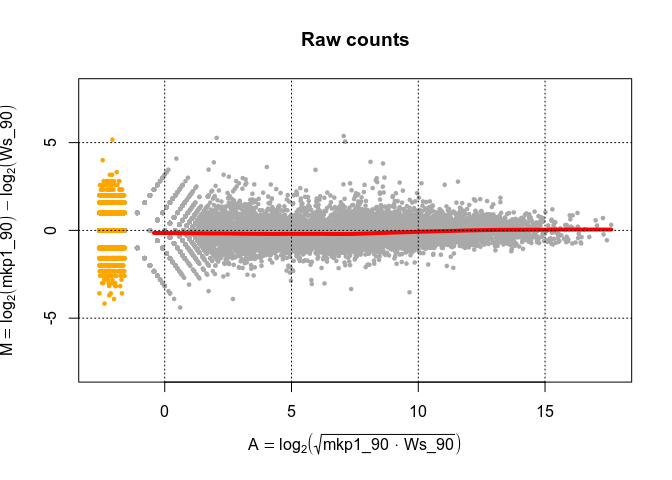 Raw counts
M = log₂(mkp1_90) − log₂(Ws_90)
5
0
-5
0 5 10 15
A = log₂(√mkp1_90 · Ws_90)